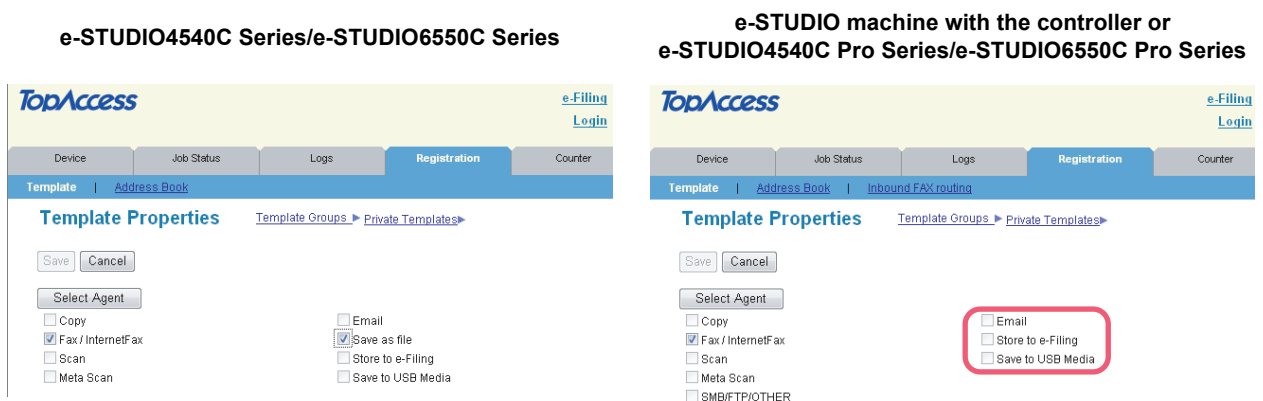 e-STUDIO4540C Series/e-STUDIO6550C Series
TopAccess
e-Filing
Login
Device Job Status Logs Registration Counter
Template | Address Book
Template Properties Template Groups ▶ Private Templates▶
Save Cancel
Select Agent
Copy Email
Fax / InternetFax Save as file
Scan Store to e-Filing
Meta Scan Save to USB Media
e-STUDIO machine with the controller or
e-STUDIO4540C Pro Series/e-STUDIO6550C Pro Series
TopAccess
e-Filing
Login
Device Job Status Logs Registration Counter
Template | Address Book | Inbound FAX routing
Template Properties Template Groups ▶ Private Templates▶
Save Cancel
Select Agent
Copy Email
Fax / InternetFax Store to e-Filing
Scan Save to USB Media
Meta Scan
SMB/FTP/OTHER